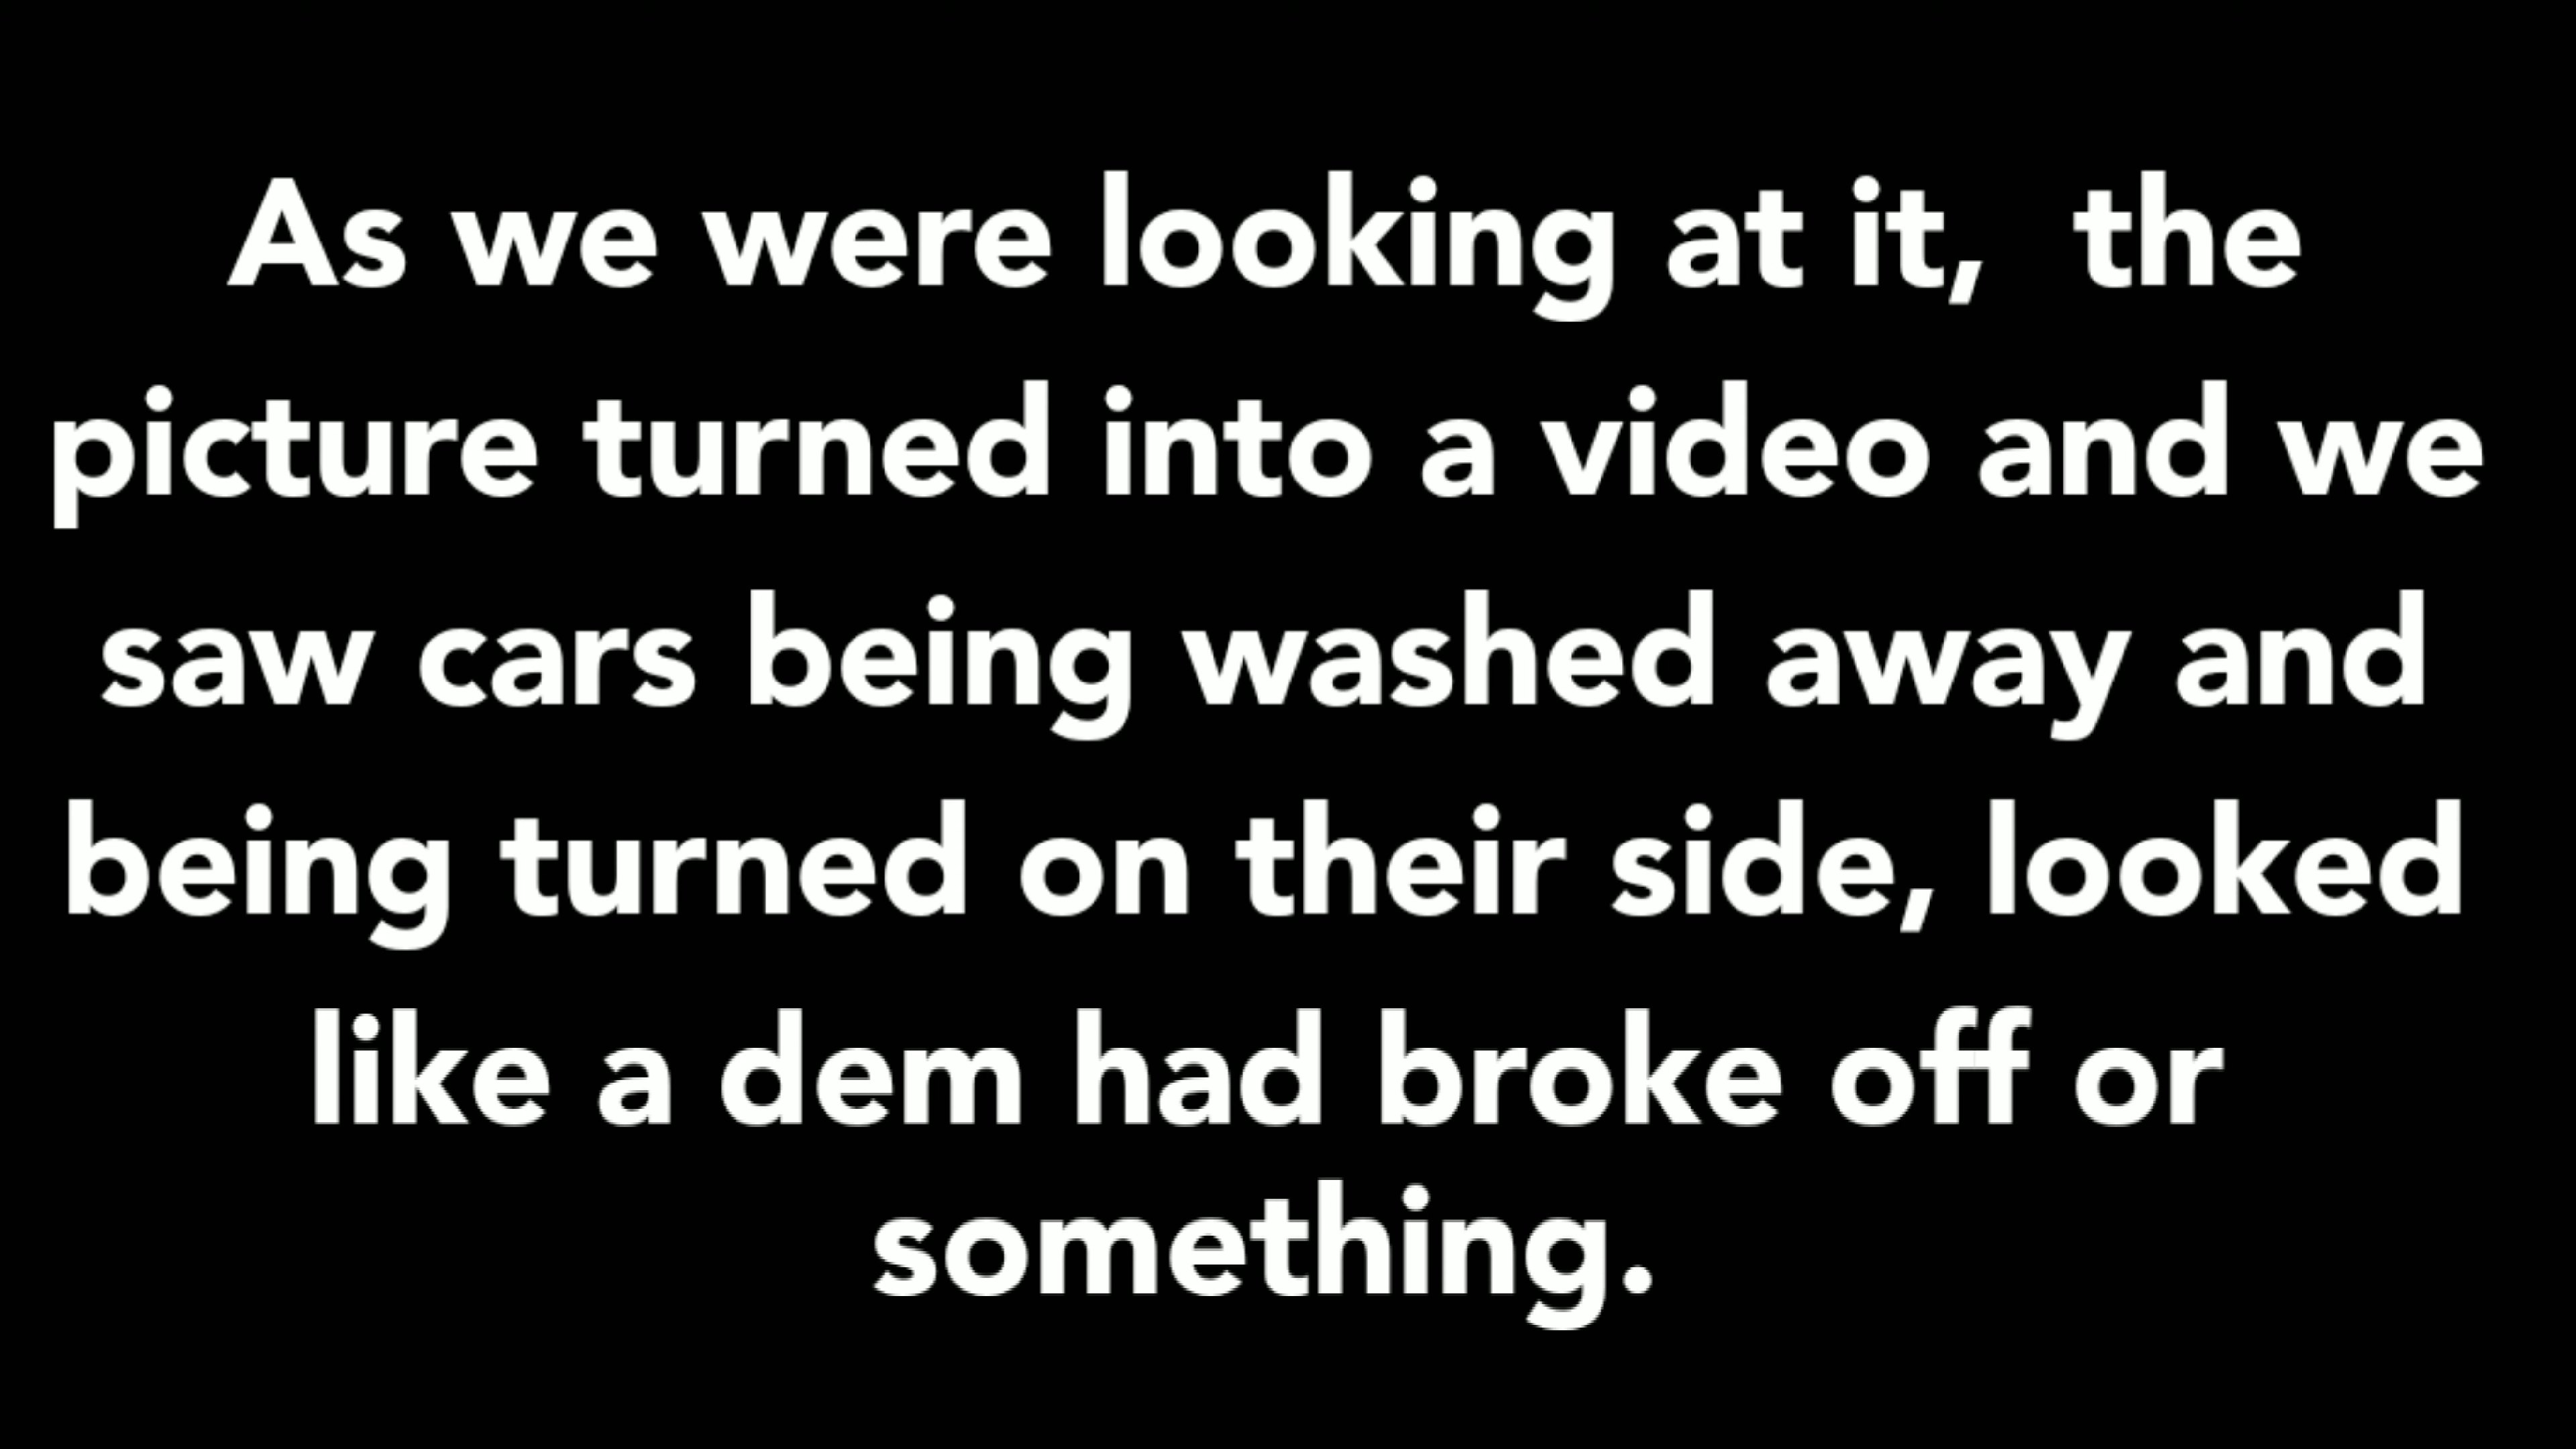 As we were looking at it,  the
picture turned into a video and we
saw cars being washed away and
being turned on their side, looked
like a dem had broke off or
something.